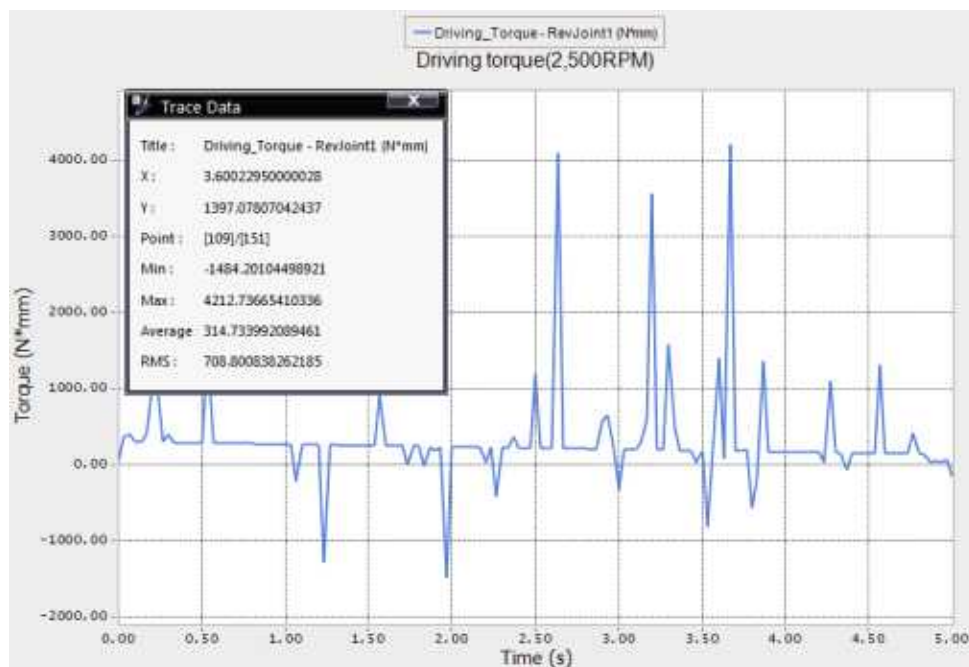 Driving_Torque - RevJoint1 (N*mm)
Driving torque(2,500RPM)
Trace Data
X
Title : Driving_Torque - RevJoint1 (N*mm)
X : 3.60022950000028
Y : 1397.07807042437
Point : [109]/[151]
Min : -1484.20104498921
Max : 4212.73665410336
Average 314.733992089461
RMS : 708.800838262185
Torque (N*mm)
4000.00
3000.00
2000.00
1000.00
0.00
-1000.00
-2000.00
0.00 0.50 1.00 1.50 2.00 2.50 3.00 3.50 4.00 4.50 5.00
Time (s)